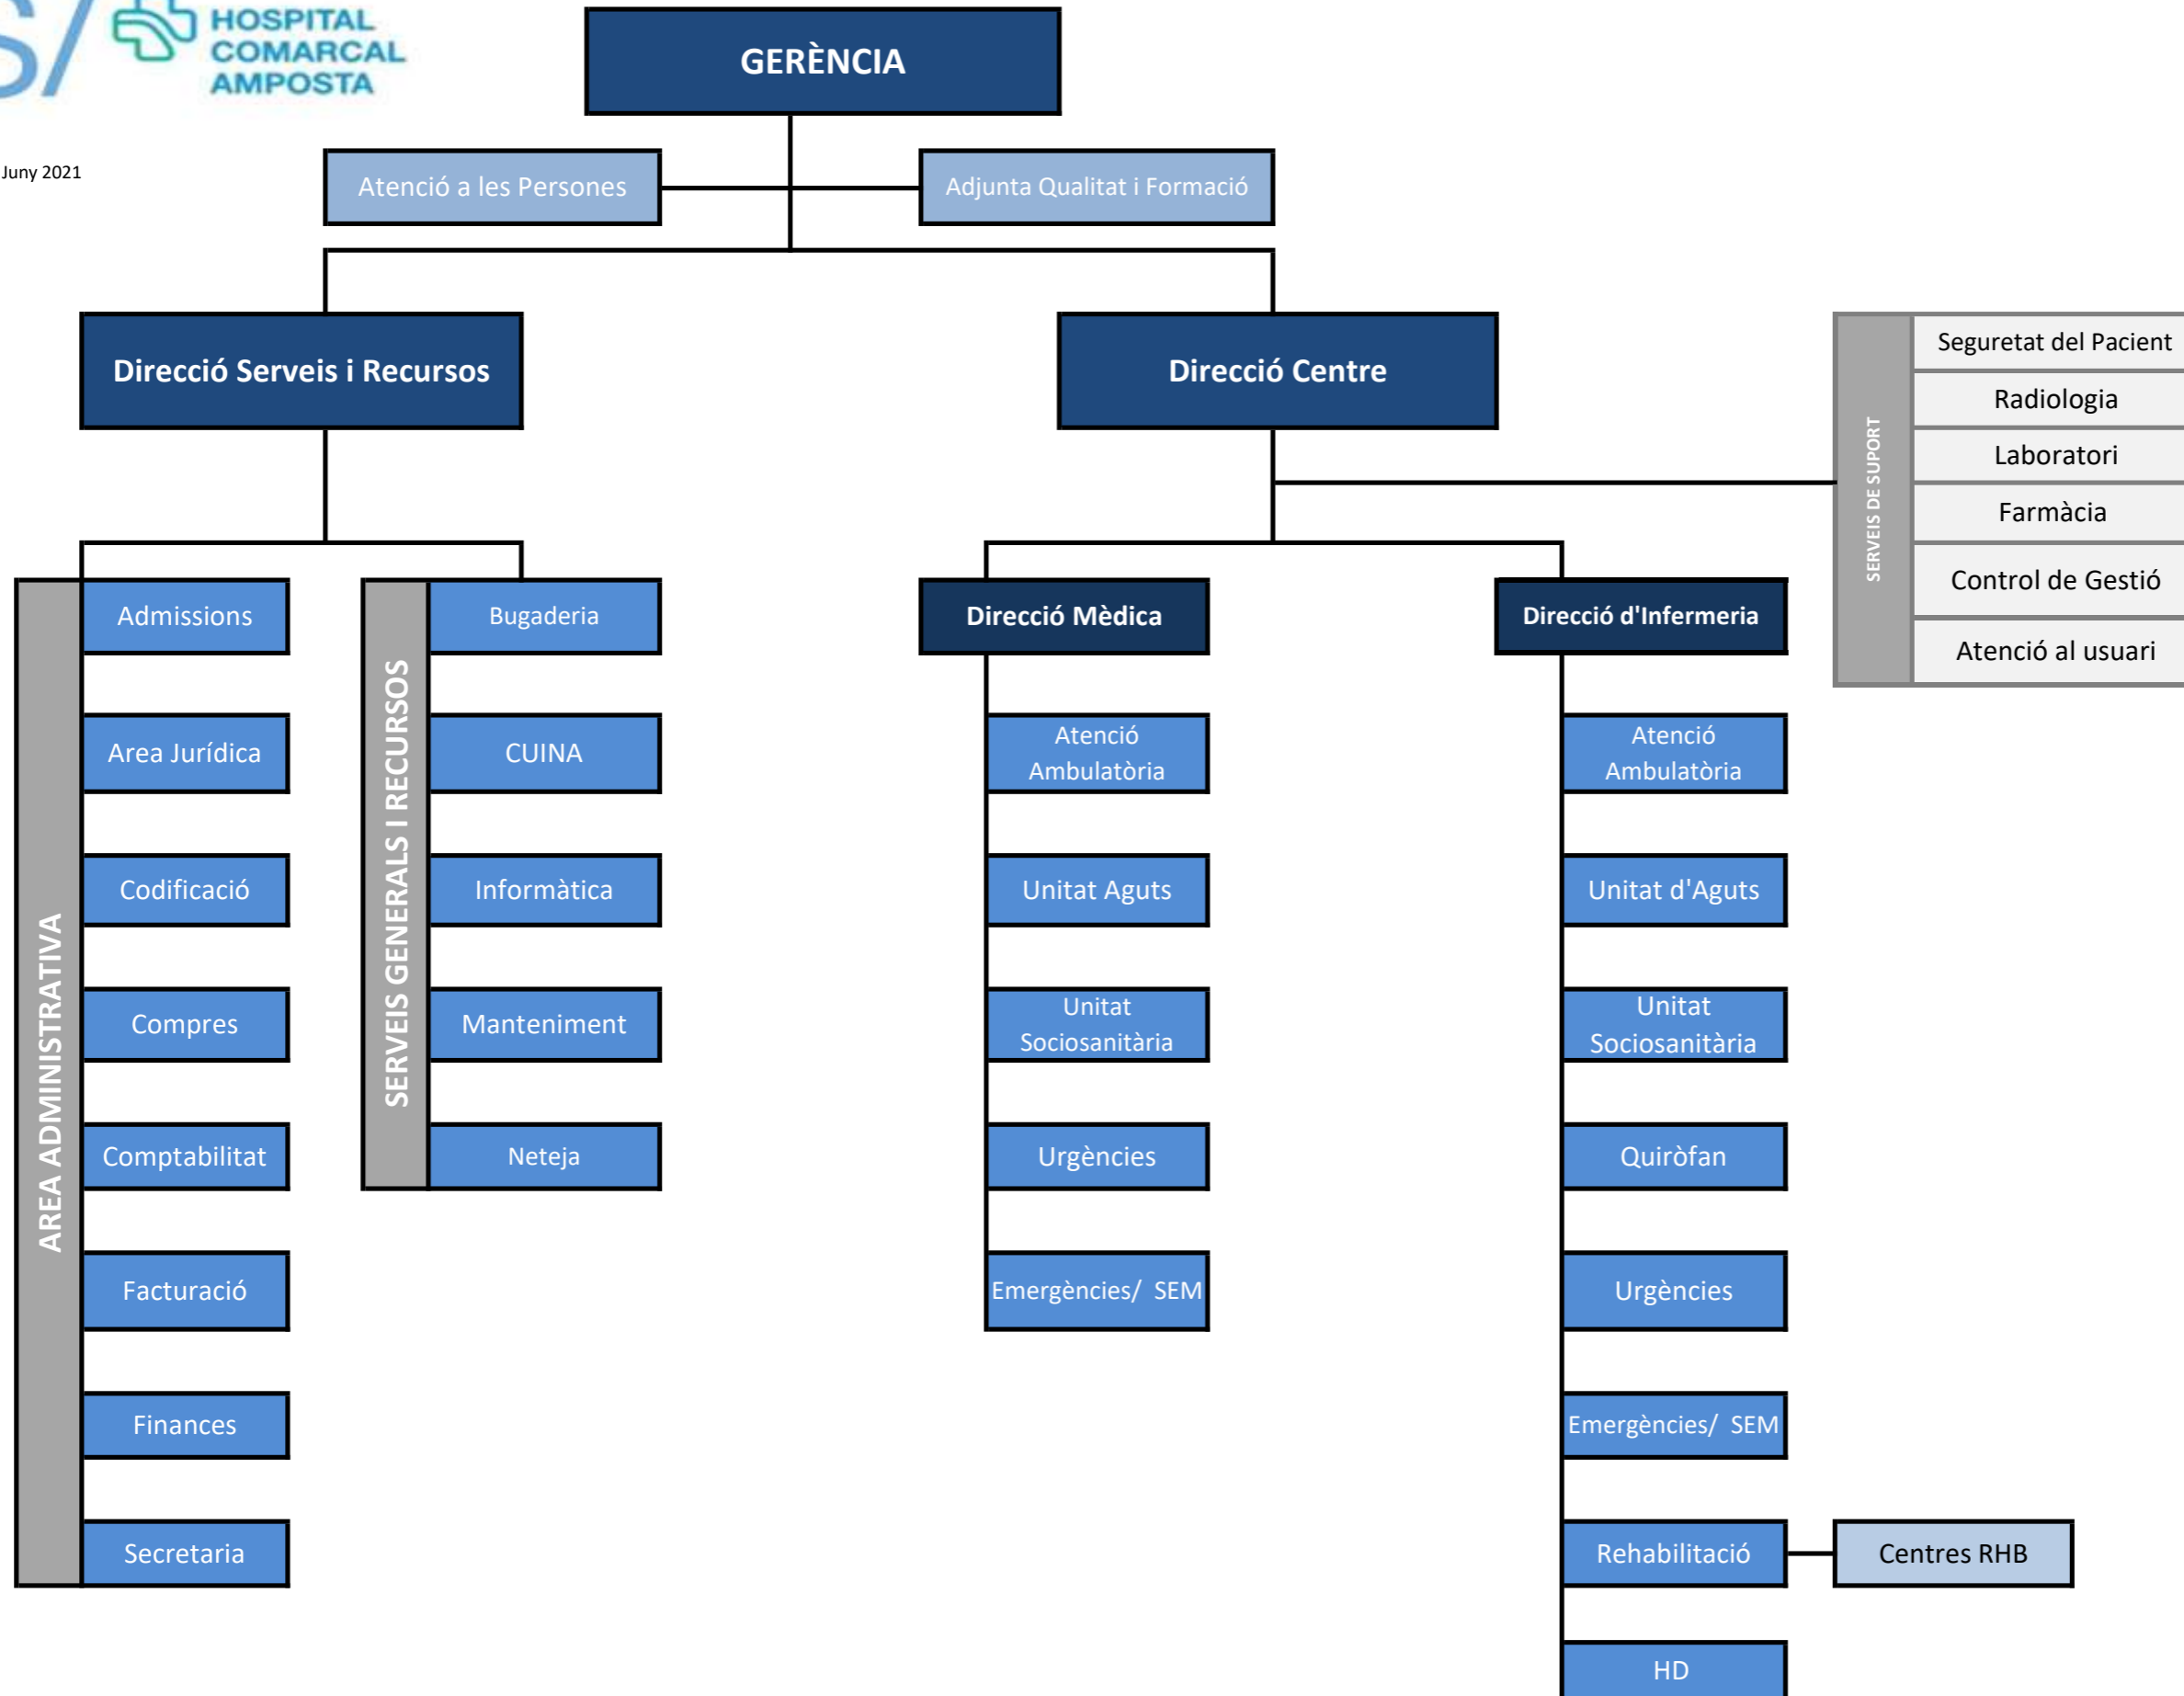 S/
HOSPITAL
COMARCAL
AMPOSTA
GERÈNCIA
Juny 2021
Atenció a les Persones
Adjunta Qualitat i Formació
Direcció Serveis i Recursos
Direcció Centre
SERVEIS DE SUPORT
Seguretat del Pacient
Radiologia
Laboratori
Farmàcia
Control de Gestió
Atenció al usuari
AREA ADMINISTRATIVA
Admissions
Area Jurídica
Codificació
Compres
Comptabilitat
Facturació
Finances
Secretaria
SERVEIS GENERALS I RECURSOS
Bugaderia
CUINA
Informàtica
Manteniment
Neteja
Direcció Mèdica
Atenció
Ambulatòria
Unitat Aguts
Unitat
Sociosanitària
Urgències
Emergències/ SEM
Direcció d'Infermeria
Atenció
Ambulatòria
Unitat d'Aguts
Unitat
Sociosanitària
Quiròfan
Urgències
Emergències/ SEM
Rehabilitació
Centres RHB
HD